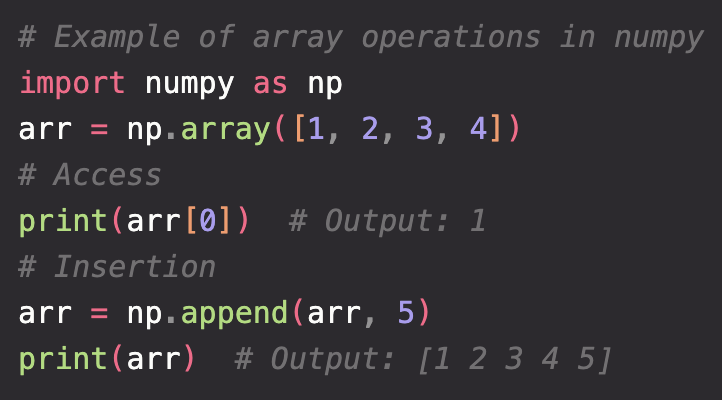 # Example of array operations in numpy
import numpy as np
arr = np.array([1, 2, 3, 4])
# Access
print(arr[0])  # Output: 1
# Insertion
arr = np.append(arr, 5)
print(arr)  # Output: [1 2 3 4 5]